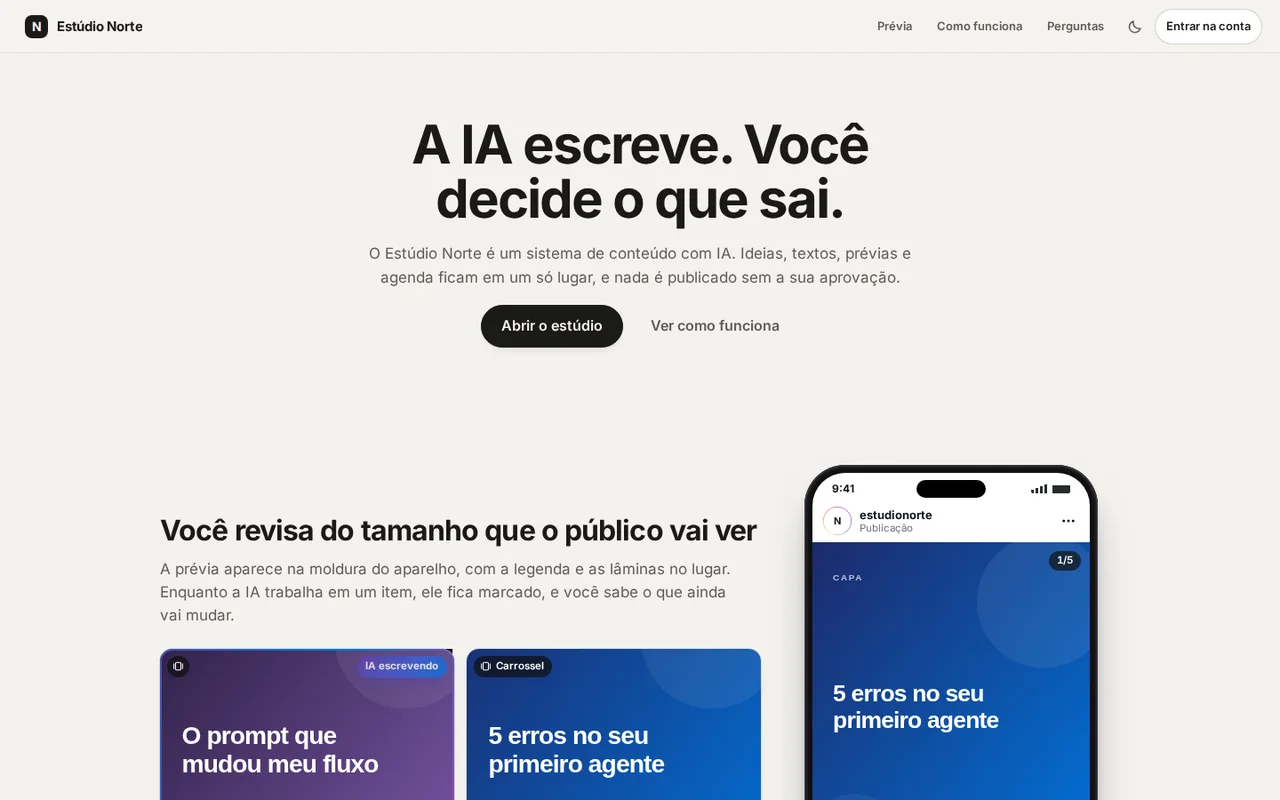 N Estúdio Norte
Prévia Como funciona Perguntas Entrar na conta
A IA escreve. Você
decide o que sai.
O Estúdio Norte é um sistema de conteúdo com IA. Ideias, textos, prévias e
agenda ficam em um só lugar, e nada é publicado sem a sua aprovação.
Abrir o estúdio Ver como funciona
Você revisa do tamanho que o público vai ver
A prévia aparece na moldura do aparelho, com a legenda e as lâminas no lugar.
Enquanto a IA trabalha em um item, ele fica marcado, e você sabe o que ainda
vai mudar.
IA escrevendo
O prompt que
mudou meu fluxo
Carrossel
5 erros no seu
primeiro agente
9:41
N estudionorte
Publicação
1/5
CAPA
5 erros no seu
primeiro agente